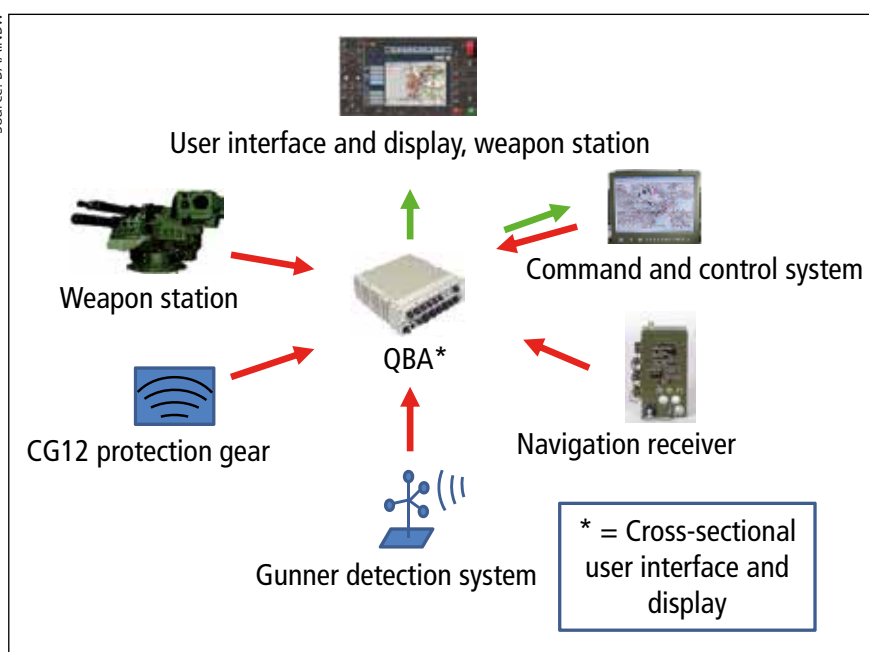 User interface and display, weapon station
Command and control system
Weapon station
QBA*
Navigation receiver
CG12 protection gear
Gunner detection system
* = Cross-sectional
user interface and
display